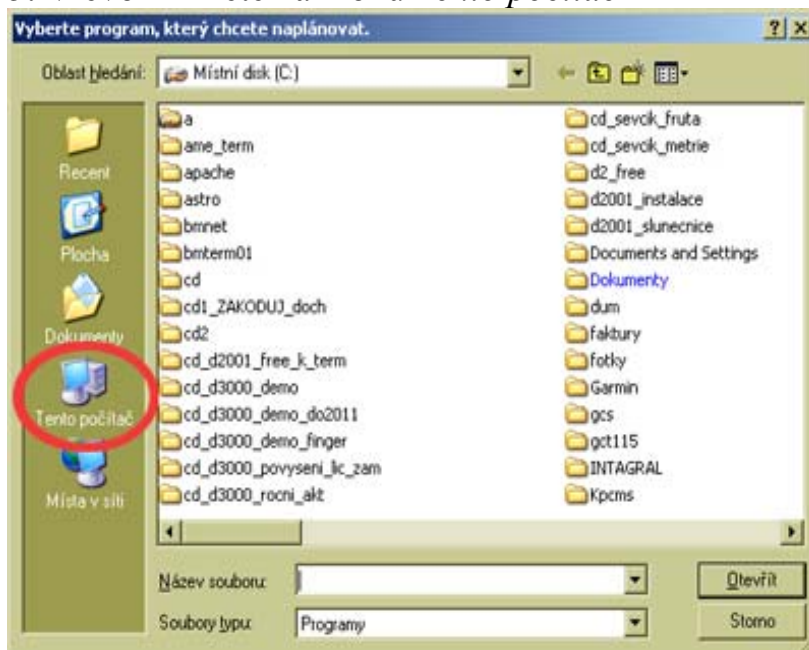 Vyberte program, který chcete naplánovat.
Oblast hledání:
Místní disk (C:)
Recent
Plocha
Dokumenty
Tento počítač
Místa v síti
a
ame_term
apache
astro
bmnet
bmterm01
cd
cd1_ZAKODUJ_doch
cd2
cd_d2001_free_k_term
cd_d3000_demo
cd_d3000_demo_do2011
cd_d3000_demo_finger
cd_d3000_povyseni_lic_zam
cd_d3000_rocni_akt
cd_sevcik_fruta
cd_sevcik_metrie
d2_free
d2001_instalace
d2001_slunecnice
Documents and Settings
Dokumenty
dum
faktury
fotky
Garmin
gcs
gct115
INTAGRAL
Kpcms
Název souboru:
Otevřít
Soubory typu:
Programy
Storno